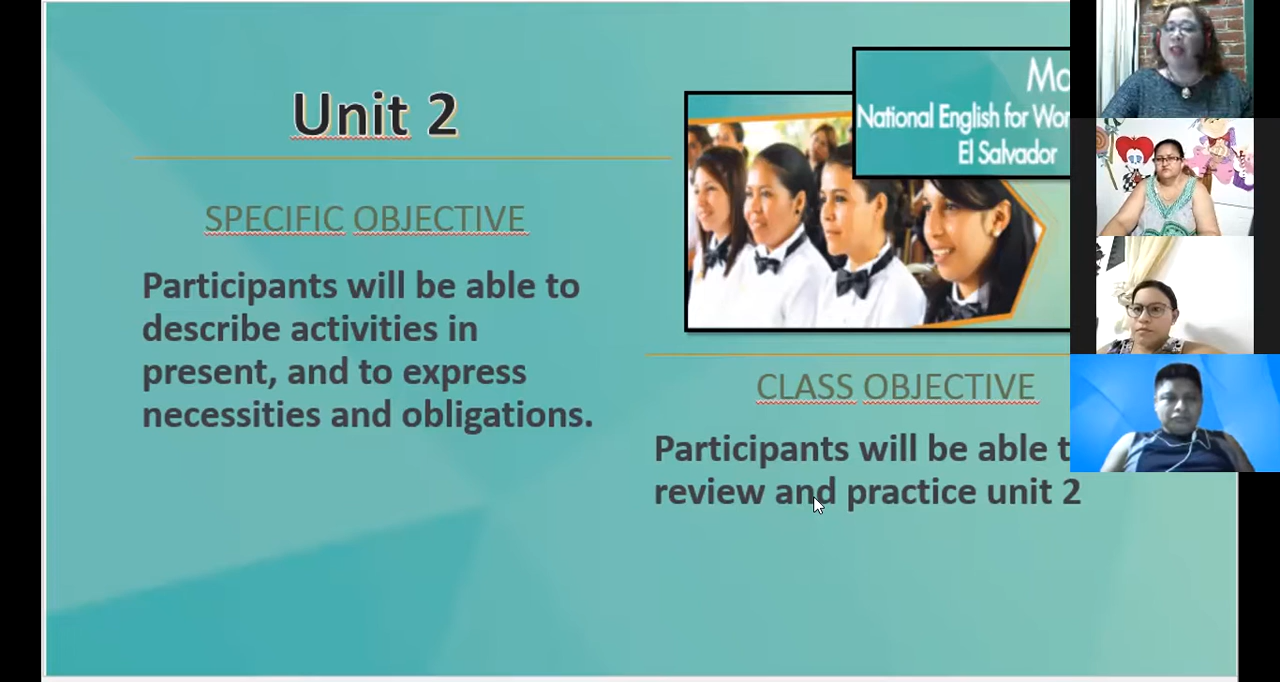 Unit 2
SPECIFIC OBJECTIVE
Participants will be able to
describe activities in
present, and to express
necessities and obligations.
National English for
El Salvador
CLASS OBJECTIVE
Participants will be able
review and practice unit 2